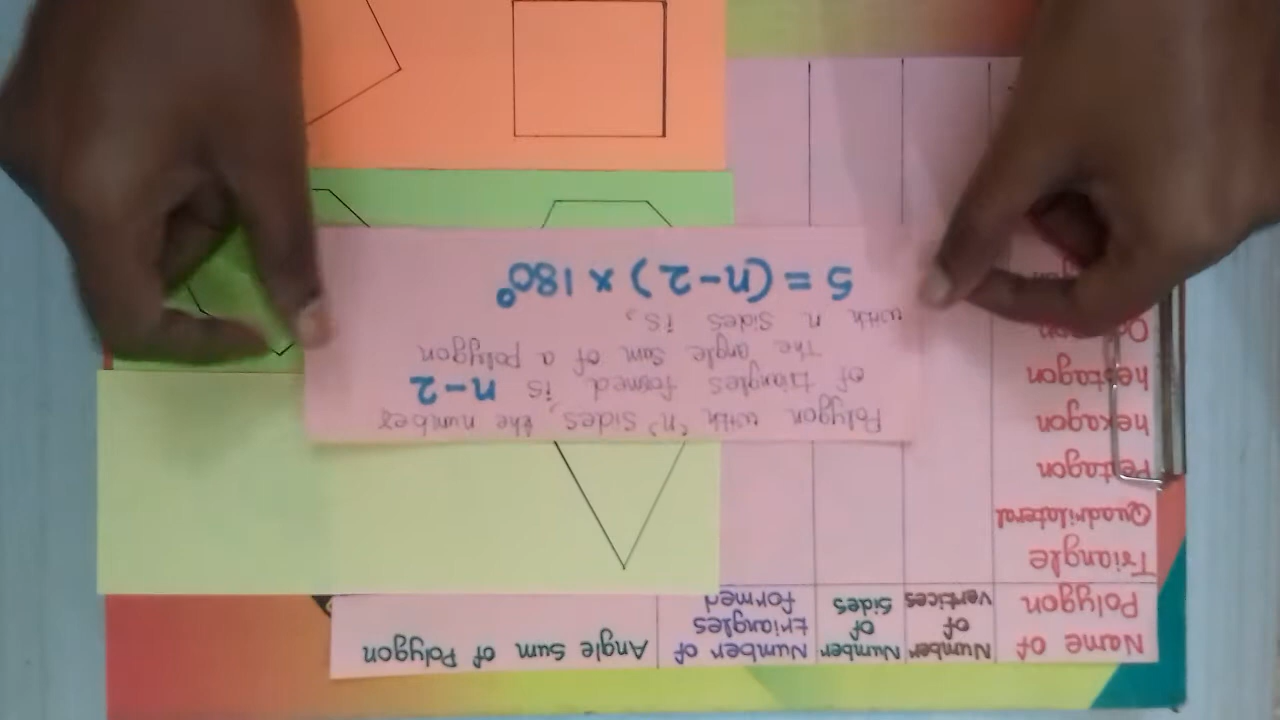 Name of
Polygon
Number
of
vertices
Number
of
sides
Number of
triangles
formed
Angle Sum of Polygon
Triangle
Quadrilateral
hexagon
Polygon with 'n' sides, the number
of triangles formed is n-2
The angle sum of a polygon
with n sides is,
S = (n-2) × 180°